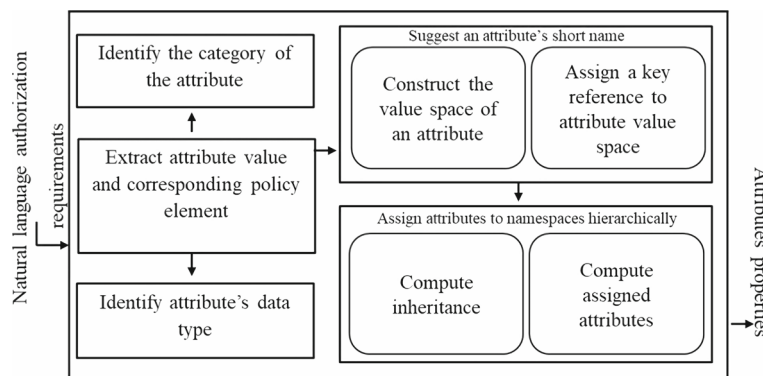 Natural language authorization
requirements
Identify the category of
the attribute
Extract attribute value
and corresponding policy
element
Identify attribute's data
type
Suggest an attribute's short name
Construct the
value space of
an attribute
Assign a key
reference to
attribute value
space
Assign attributes to namespaces hierarchically
Compute
inheritance
Compute
assigned
attributes
Attributes properties